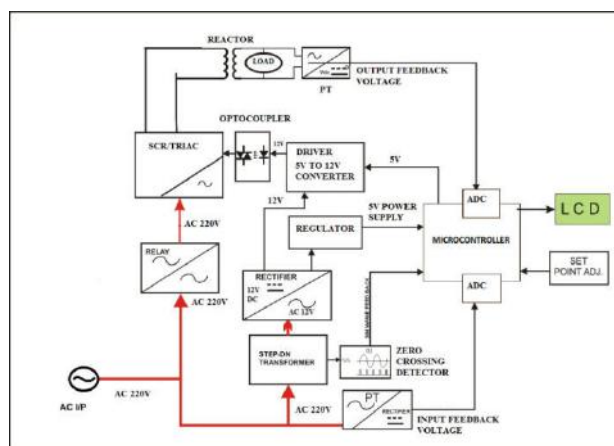 REACTOR
LOAD
PT
OUTPUT FEEDBACK
VOLTAGE
OPTOCOUPLER
SCR/TRIAC
12V
DRIVER
5V TO 12V
CONVERTER
5V
ADC
LCD
12V
5V POWER
SUPPLY
AC 220V
REGULATOR
MICROCONTROLLER
SET
POINT ADJ.
RELAY
AC 220V
RECTIFIER
12V
DC
AC 12V
ADC
STEP-DN
TRANSFORMER
ZERO
CROSSING
DETECTOR
AC I/P
AC 220V
AC 220V
PT
RECTIFIER
INPUT FEEDBACK
VOLTAGE